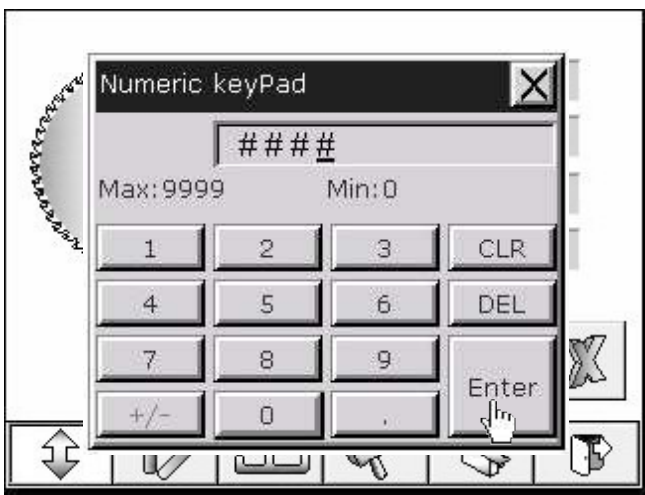 Numeric keyPad X
####
Max:9999 Min:0
1 2 3 CLR
4 5 6 DEL
7 8 9
Enter
+/- 0 .